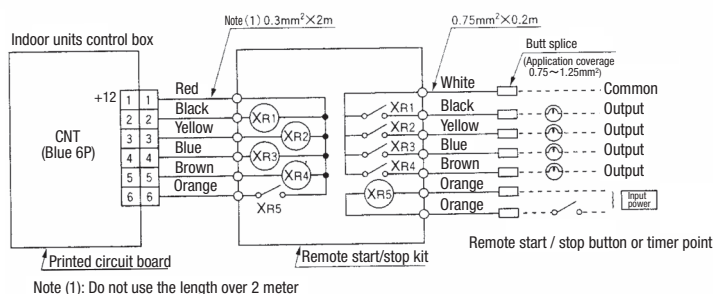 Note (1) 0.3mm²×2m
0.75mm²×0.2m
Indoor units control box
Butt splice
(Application coverage
0.75～1.25mm²)
+12
1 1
2 2
3 3
4 4
5 5
6 6
CNT
(Blue 6P)
Red
Black
Yellow
Blue
Brown
Orange
XR1
XR2
XR3
XR4
XR5
XR1
XR2
XR3
XR4
XR5
White
Black
Yellow
Blue
Brown
Orange
Orange
Common
Output
Output
Output
Output
Input
power
Remote start / stop button or timer point
Printed circuit board
Remote start/stop kit
Note (1): Do not use the length over 2 meter